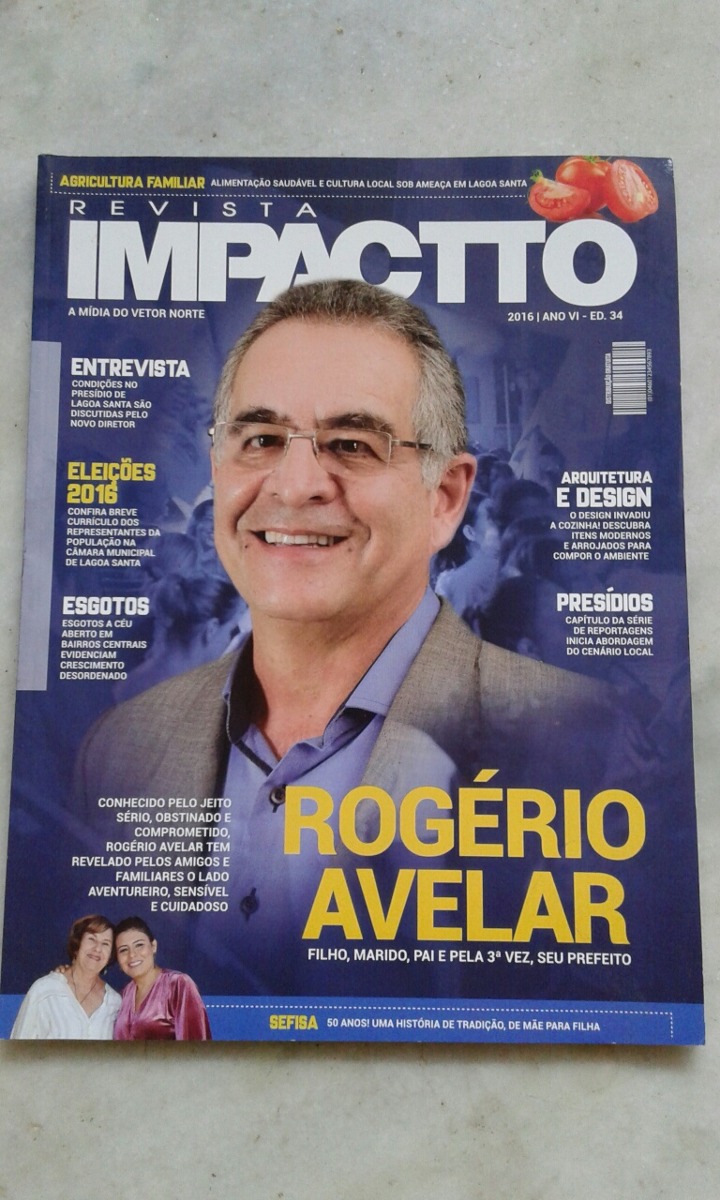 AGRICULTURA FAMILIAR ALIMENTAÇÃO SAUDÁVEL E CULTURA LOCAL SOB AMEAÇA EM LAGOA SANTA
REVISTA
IMPACTTO
A MÍDIA DO VETOR NORTE
2016 | ANO VI - ED. 34
ENTREVISTA
CONDIÇÕES NO
PRESÍDIO DE
LAGOA SANTA SÃO
DISCUTIDAS PELO
NOVO DIRETOR
DISTRIBUIÇÃO GRATUITA
ELEIÇÕES
2016
CONFIRA BREVE
CURRÍCULO DOS
REPRESENTANTES DA
POPULAÇÃO NA
CÂMARA MUNICIPAL
DE LAGOA SANTA
ARQUITETURA
E DESIGN
O DESIGN INVADIU
A COZINHA! DESCUBRA
ITENS MODERNOS
E ARROJADOS PARA
COMPOR O AMBIENTE
ESGOTOS
ESGOTOS A CÉU
ABERTO EM
BAIRROS CENTRAIS
EVIDENCIAM
CRESCIMENTO
DESORDENADO
PRESÍDIOS
CAPÍTULO DA SÉRIE
DE REPORTAGENS
INICIA ABORDAGEM
DO CENÁRIO LOCAL
CONHECIDO PELO JEITO
SÉRIO, OBSTINADO E
COMPROMETIDO,
ROGÉRIO AVELAR TEM
REVELADO PELOS AMIGOS E
FAMILIARES O LADO
AVENTUREIRO, SENSÍVEL
E CUIDADOSO
ROGÉRIO
AVELAR
FILHO, MARIDO, PAI E PELA 3ª VEZ, SEU PREFEITO
SEFISA 50 ANOS! UMA HISTÓRIA DE TRADIÇÃO, DE MÃE PARA FILHA